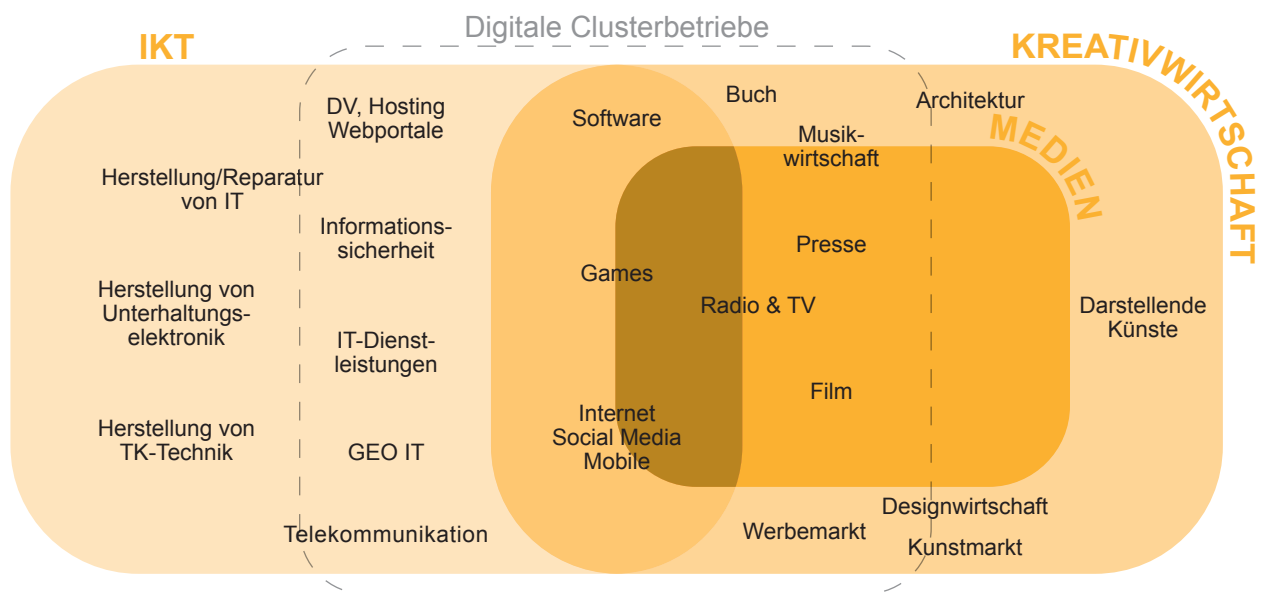 Digitale Clusterbetriebe
IKT
KREATIVWIRTSCHAFT
MEDIEN
DV, Hosting
Webportale
Herstellung/Reparatur
von IT
Informations-
sicherheit
Herstellung von
Unterhaltungs-
elektronik
IT-Dienst-
leistungen
Herstellung von
TK-Technik
GEO IT
Telekommunikation
Software
Games
Internet
Social Media
Mobile
Buch
Musik-
wirtschaft
Presse
Radio & TV
Film
Werbemarkt
Architektur
Darstellende
Künste
Designwirtschaft
Kunstmarkt